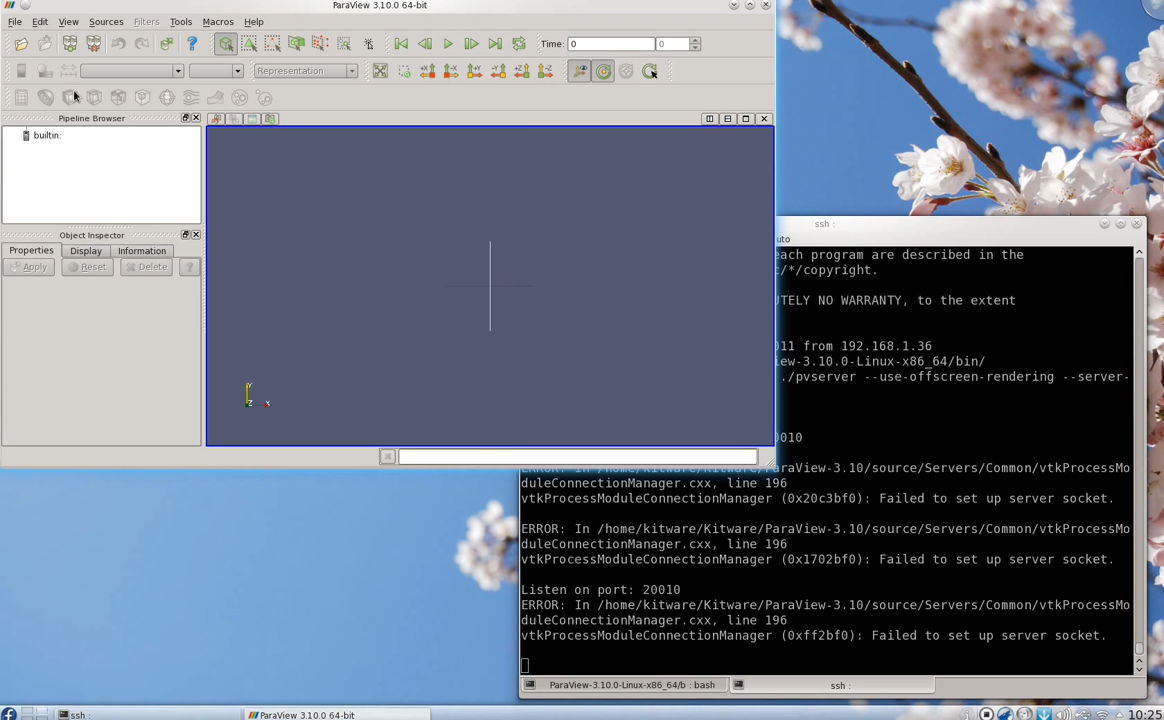 ParaView 3.10.0 64-bit
File Edit View Sources Filters Tools Macros Help
Time: 0 0
Representation
+X -X +Y -Y +Z -Z
Pipeline Browser
builtin:
Object Inspector
Properties Display Information
Apply Reset Delete ?
Y
Z X
ssh :
uto
each program are described in the
c/*/copyright.
UTELY NO WARRANTY, to the extent
011 from 192.168.1.36
iew-3.10.0-Linux-x86_64/bin/
./pvserver --use-offscreen-rendering --server-
0010
ERROR: In /home/kitware/Kitware/ParaView-3.10/source/Servers/Common/vtkProcessMo
duleConnectionManager.cxx, line 196
vtkProcessModuleConnectionManager (0x20c3bf0): Failed to set up server socket.
ERROR: In /home/kitware/Kitware/ParaView-3.10/source/Servers/Common/vtkProcessMo
duleConnectionManager.cxx, line 196
vtkProcessModuleConnectionManager (0x1702bf0): Failed to set up server socket.
Listen on port: 20010
ERROR: In /home/kitware/Kitware/ParaView-3.10/source/Servers/Common/vtkProcessMo
duleConnectionManager.cxx, line 196
vtkProcessModuleConnectionManager (0xff2bf0): Failed to set up server socket.
ParaView-3.10.0-Linux-x86_64/b : bash
ssh :
ssh :
ParaView 3.10.0 64-bit
10:25